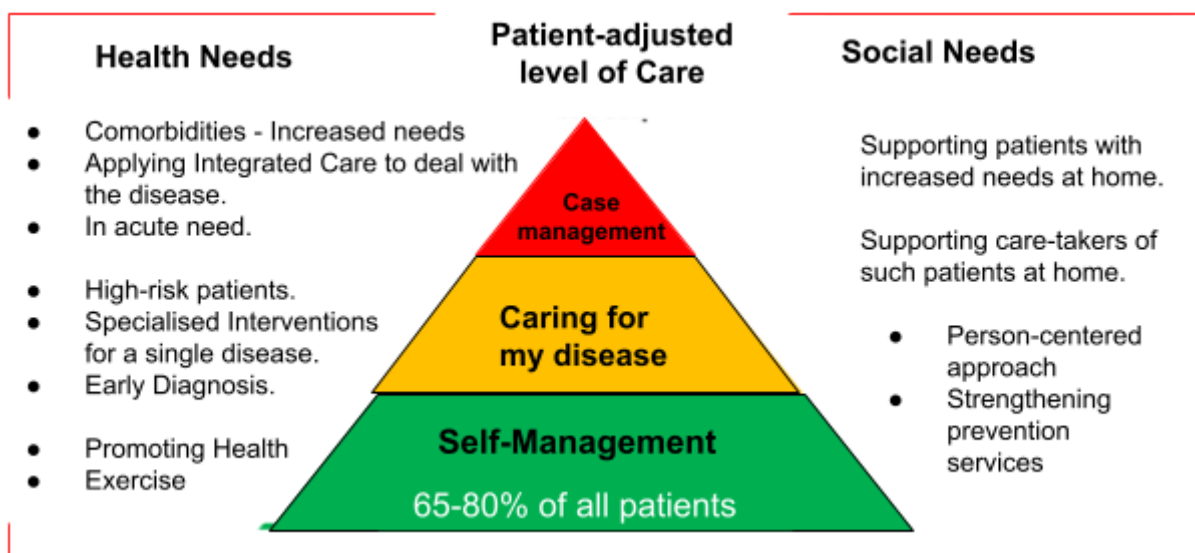 Patient-adjusted
level of Care
Health Needs
● Comorbidities - Increased needs
● Applying Integrated Care to deal with
the disease.
● In acute need.
● High-risk patients.
● Specialised Interventions
for a single disease.
● Early Diagnosis.
● Promoting Health
● Exercise
Case
management
Caring for
my disease
Self-Management
65-80% of all patients
Social Needs
Supporting patients with
increased needs at home.
Supporting care-takers of
such patients at home.
● Person-centered
approach
● Strengthening
prevention
services